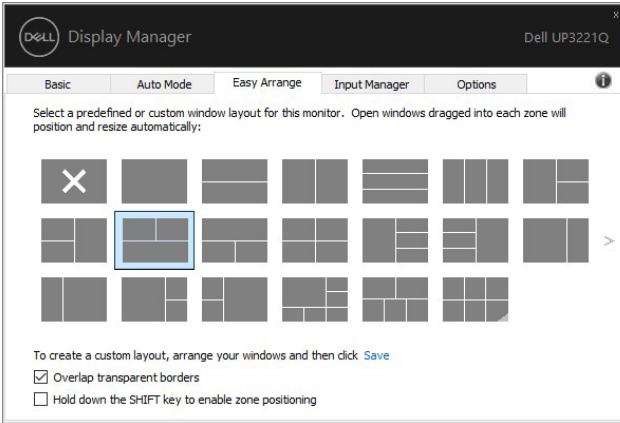 DELL Display Manager
Dell UP3221Q
Basic
Auto Mode
Easy Arrange
Input Manager
Options
Select a predefined or custom window layout for this monitor.  Open windows dragged into each zone will
position and resize automatically:
To create a custom layout, arrange your windows and then click Save
Overlap transparent borders
Hold down the SHIFT key to enable zone positioning